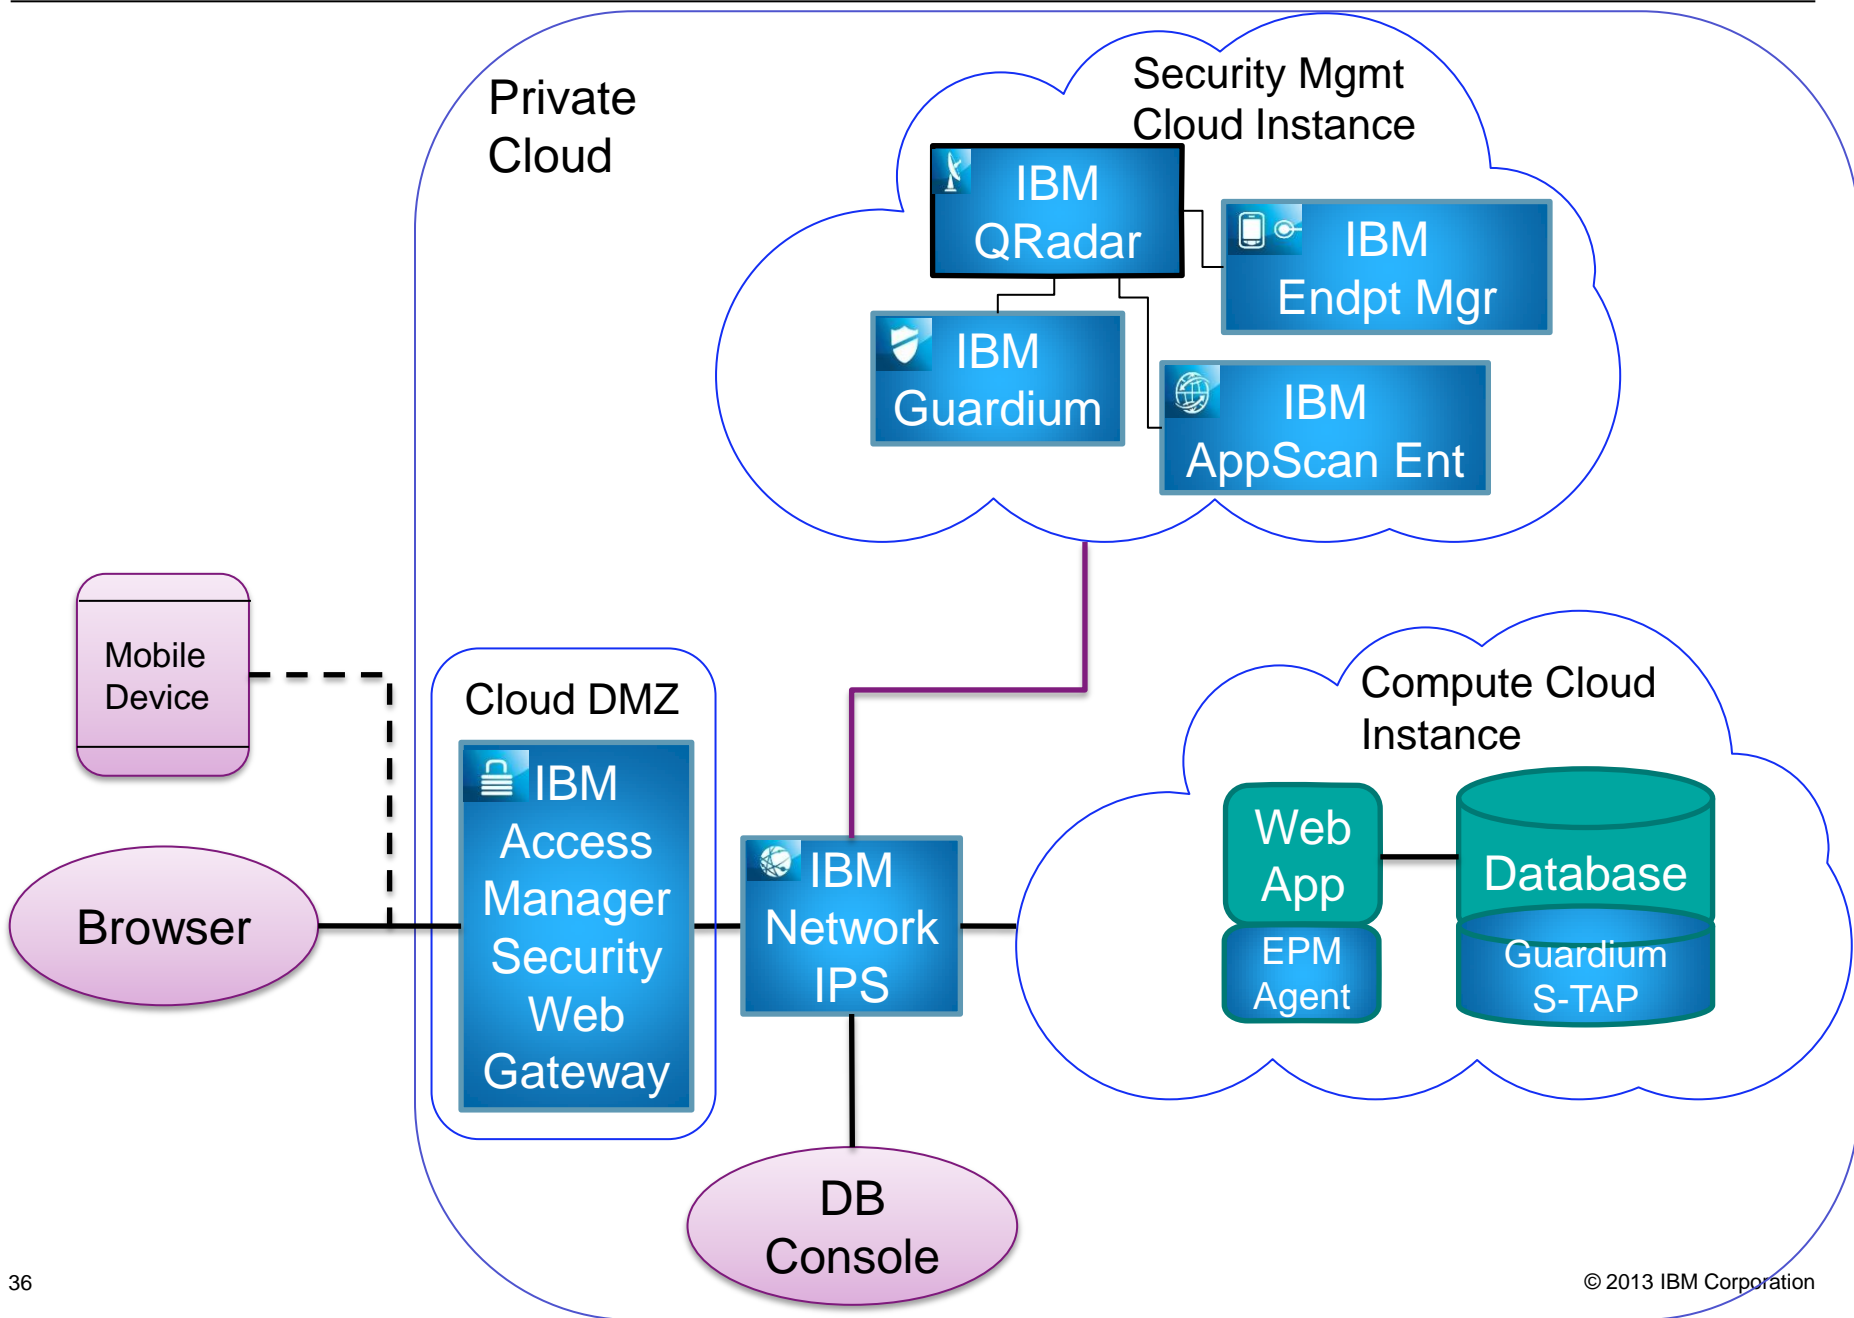 Private
Cloud
Security Mgmt
Cloud Instance
IBM
QRadar
IBM
Endpt Mgr
IBM
Guardium
IBM
AppScan Ent
Mobile
Device
Cloud DMZ
IBM
Access
Manager
Security
Web
Gateway
Browser
IBM
Network
IPS
Compute Cloud
Instance
Web
App
Database
EPM
Agent
Guardium
S-TAP
DB
Console
36
© 2013 IBM Corporation